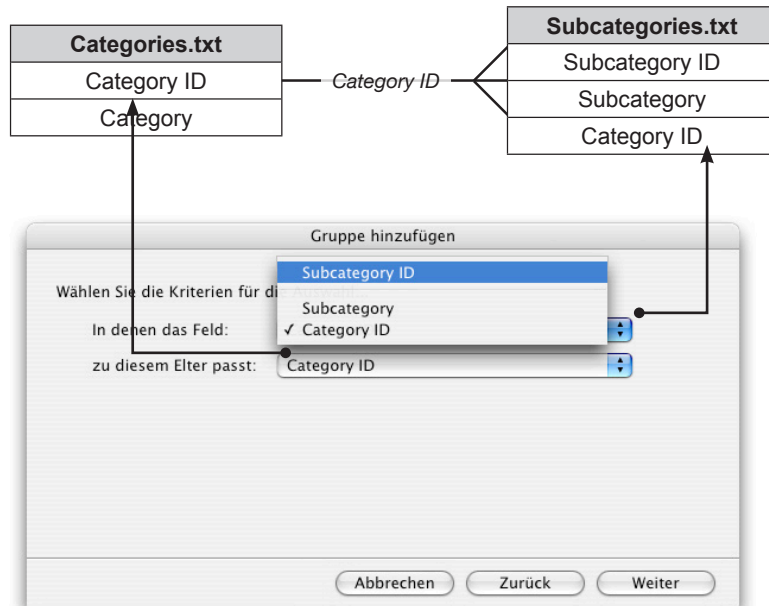 Categories.txt
Category ID
Category
Category ID
Subcategories.txt
Subcategory ID
Subcategory
Category ID
Gruppe hinzufügen
Wählen Sie die Kriterien für die Auswahl
In denen das Feld:
Subcategory ID
Subcategory
✓ Category ID
zu diesem Elter passt:
Category ID
Abbrechen
Zurück
Weiter